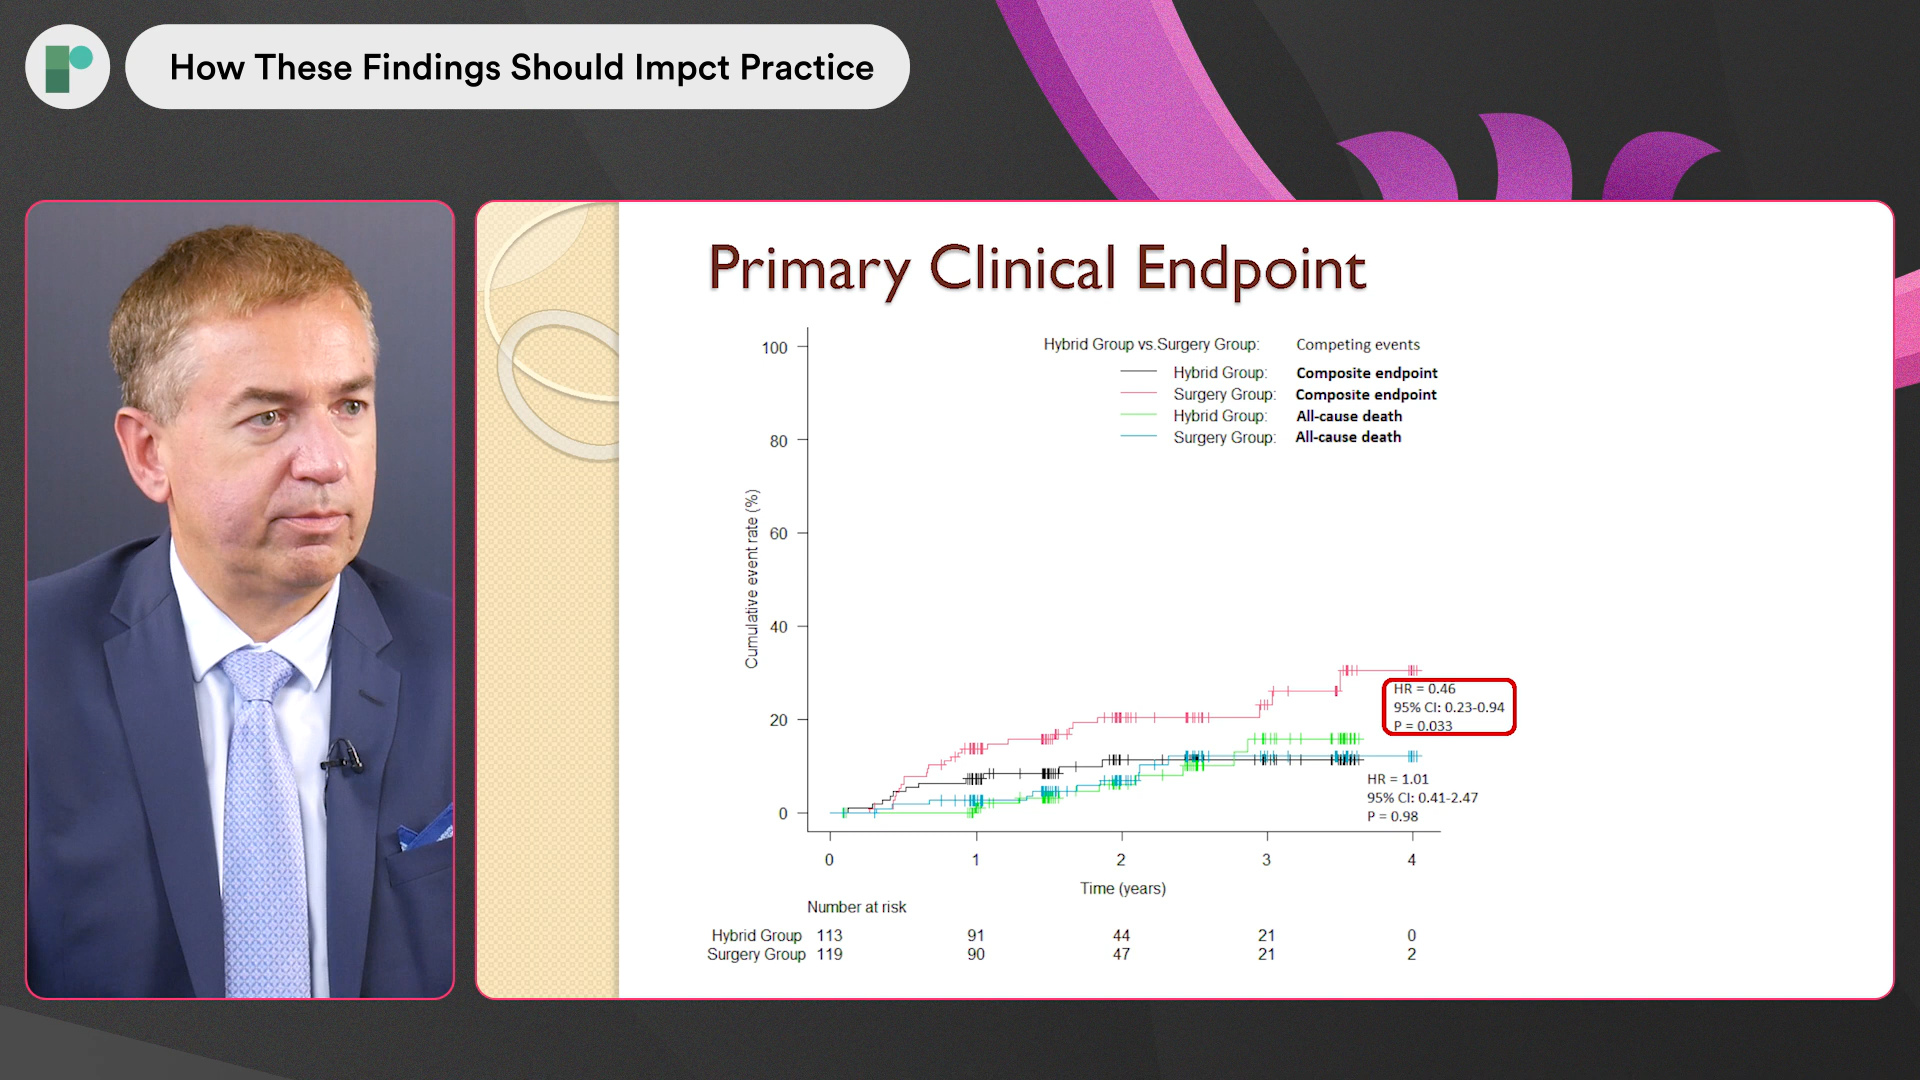 How These Findings Should Impct Practice
Primary Clinical Endpoint
Hybrid Group vs.Surgery Group: Competing events
Hybrid Group: Composite endpoint
Surgery Group: Composite endpoint
Hybrid Group: All-cause death
Surgery Group: All-cause death
Cumulative event rate (%)
100
80
60
40
20
0
HR = 0.46
95% CI: 0.23-0.94
P = 0.033
HR = 1.01
95% CI: 0.41-2.47
P = 0.98
0 1 2 3 4
Time (years)
Number at risk
Hybrid Group 113 91 44 21 0
Surgery Group 119 90 47 21 2